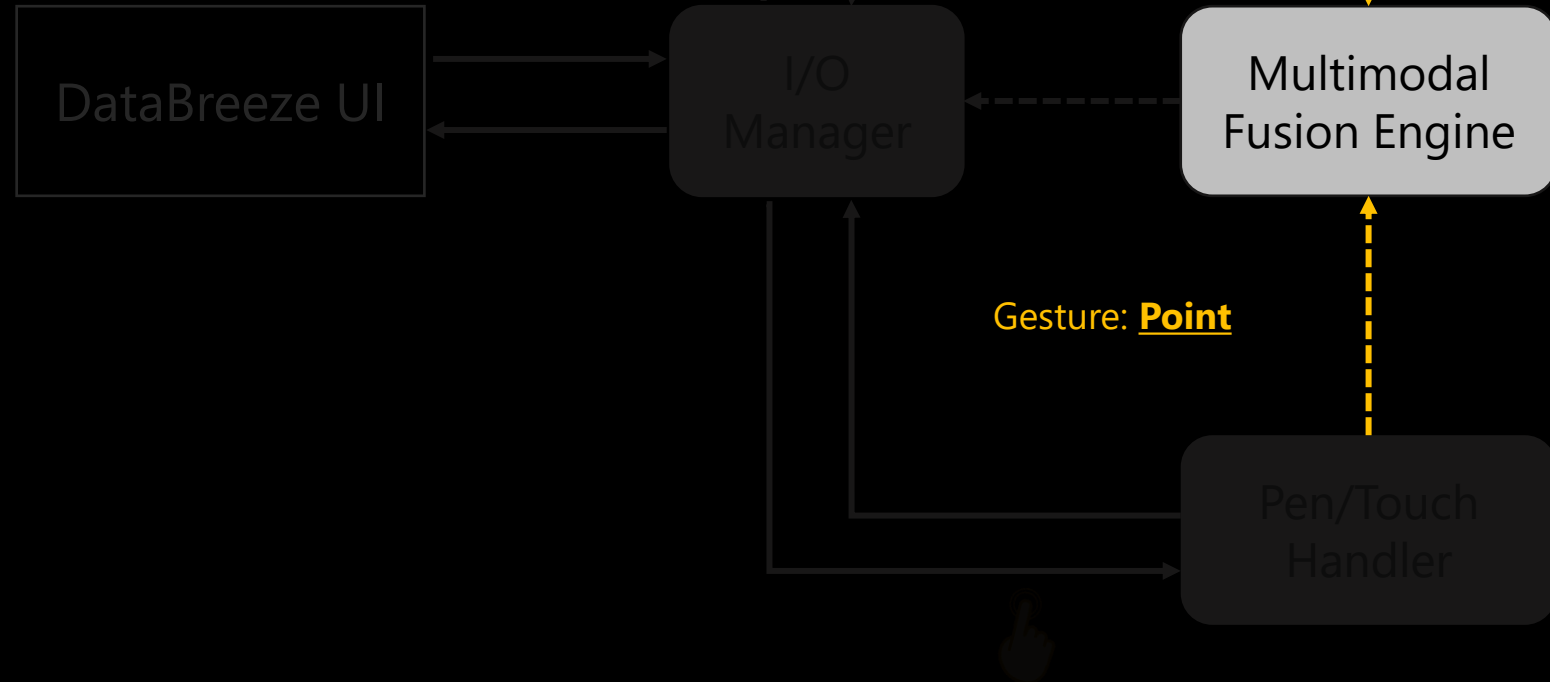 DataBreeze UI
I/O
Manager
Multimodal
Fusion Engine
Gesture: Point
Pen/Touch
Handler